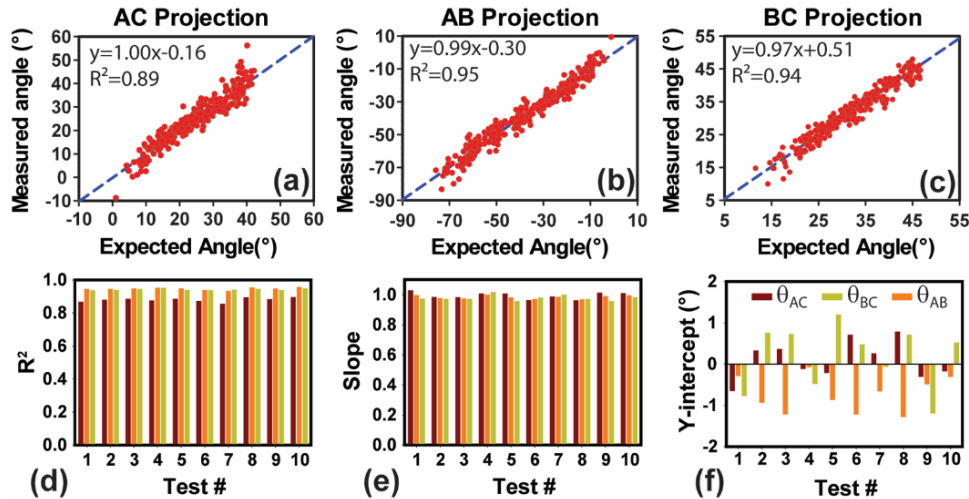 AC Projection
AB Projection
BC Projection
Measured angle (°)
60
50
40
30
20
10
0
-10
y=1.00x-0.16
R²=0.89
(a)
-10 0 10 20 30 40 50 60
Expected Angle(°)
Measured angle (°)
10
-10
-30
-50
-70
-90
y=0.99x-0.30
R²=0.95
(b)
-90 -70 -50 -30 -10 10
Expected Angle(°)
Measured angle (°)
55
45
35
25
15
5
y=0.97x+0.51
R²=0.94
(c)
5 15 25 35 45 55
Expected Angle(°)
R²
1.0
0.8
0.6
0.4
0.2
0.0
1 2 3 4 5 6 7 8 9 10
(d)
Test #
Slope
1.0
0.8
0.6
0.4
0.2
0.0
1 2 3 4 5 6 7 8 9 10
(e)
Test #
Y-intercept (°)
2
1
0
-1
-2
θAC θBC θAB
1 2 3 4 5 6 7 8 9 10
(f)
Test #